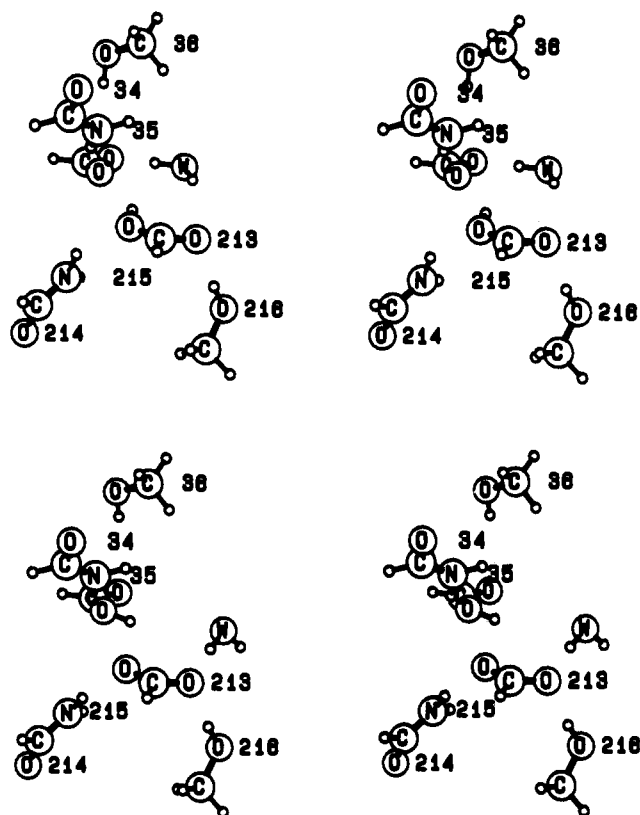 C 36 C 36
O O
O 34 O 34
C N 35 C N 35
C O O W C O O W
O C O 213 O C O 213
N 215 N 215
C O 216 C O 216
O 214 O 214
C C
C 36 C 36
O O
O 34 O 34
C N 35 C N 35
C O O W C O O W
O C O 213 O C O 213
N 215 N 215
C O 216 C O 216
O 214 O 214
C C